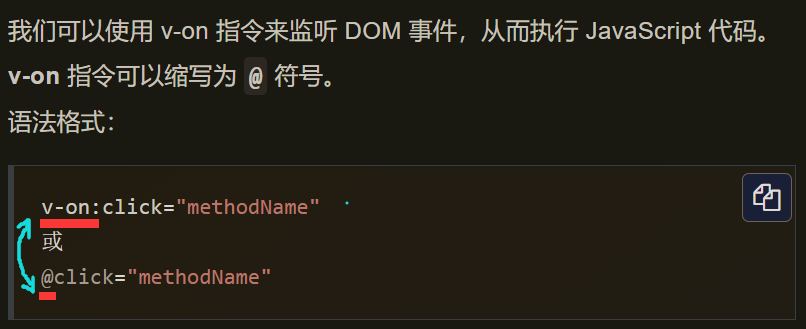 我们可以使用 v-on 指令来监听 DOM 事件，从而执行 JavaScript 代码。
v-on 指令可以缩写为 @ 符号。
语法格式：
v-on:click="methodName"
或
@click="methodName"